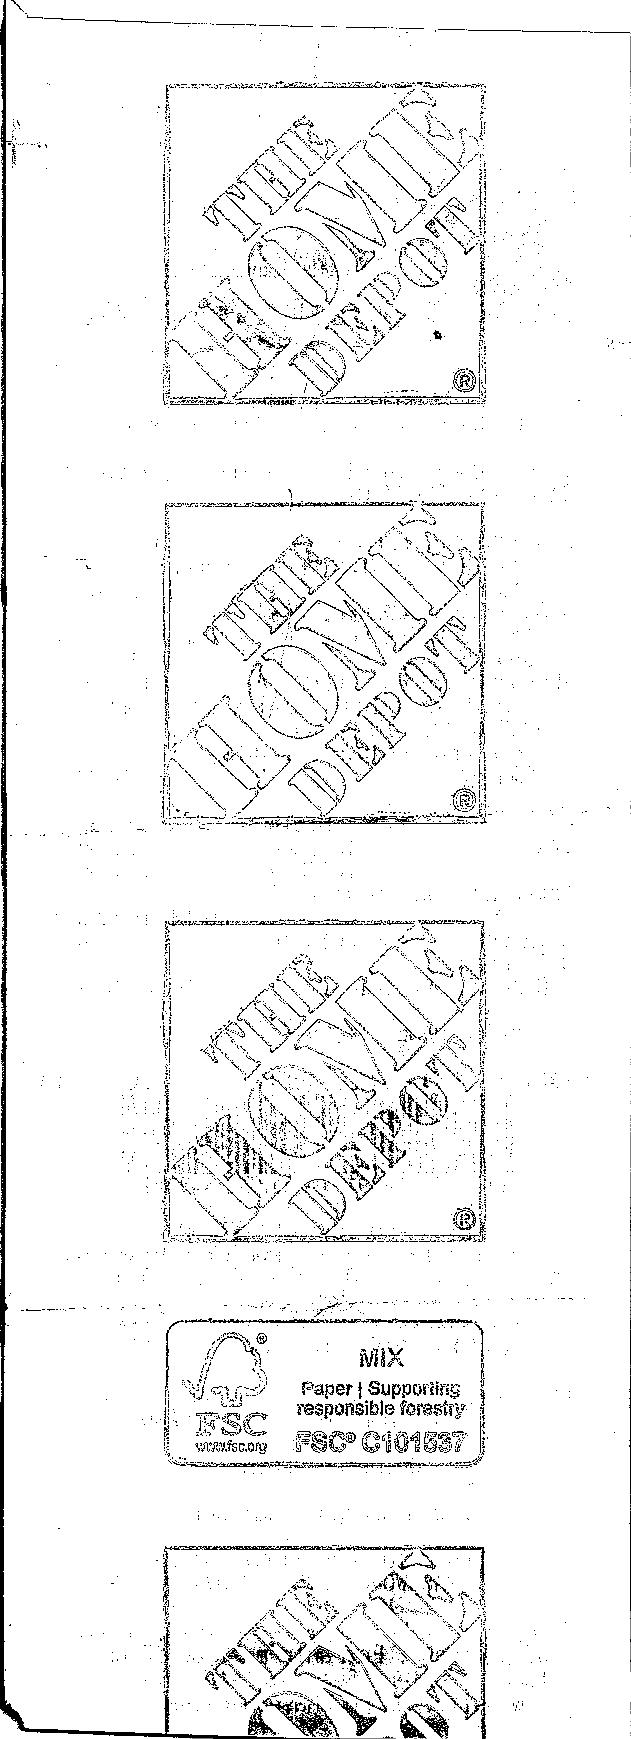 THE
HOME
DEPOT
®
THE
HOME
DEPOT
®
THE
HOME
DEPOT
®
®
FSC
www.fsc.org
MIX
Paper | Supporting
responsible forestry
FSC® C101537
THE
HOME
DEPOT